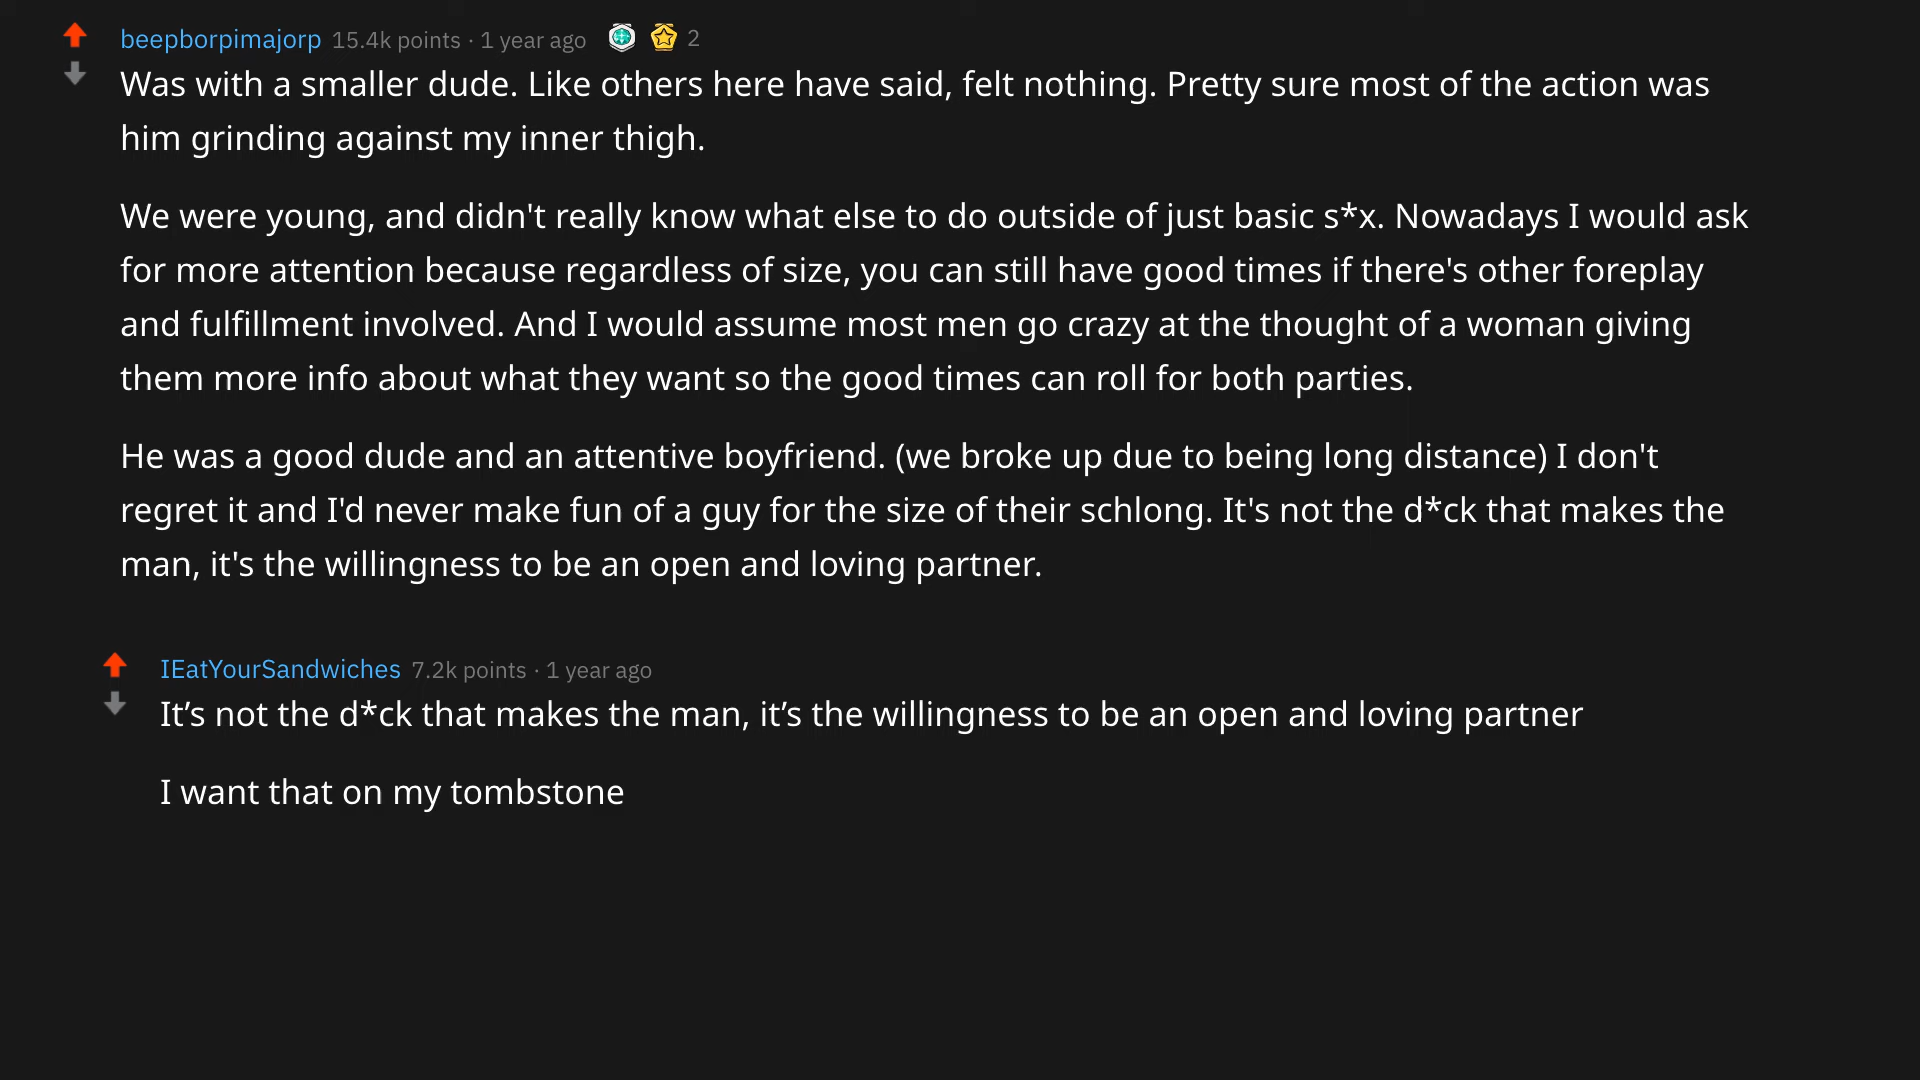 beepborpimajorp 15.4k points · 1 year ago 2
Was with a smaller dude. Like others here have said, felt nothing. Pretty sure most of the action was
him grinding against my inner thigh.
We were young, and didn't really know what else to do outside of just basic s*x. Nowadays I would ask
for more attention because regardless of size, you can still have good times if there's other foreplay
and fulfillment involved. And I would assume most men go crazy at the thought of a woman giving
them more info about what they want so the good times can roll for both parties.
He was a good dude and an attentive boyfriend. (we broke up due to being long distance) I don't
regret it and I'd never make fun of a guy for the size of their schlong. It's not the d*ck that makes the
man, it's the willingness to be an open and loving partner.
IEatYourSandwiches 7.2k points · 1 year ago
It’s not the d*ck that makes the man, it’s the willingness to be an open and loving partner
I want that on my tombstone